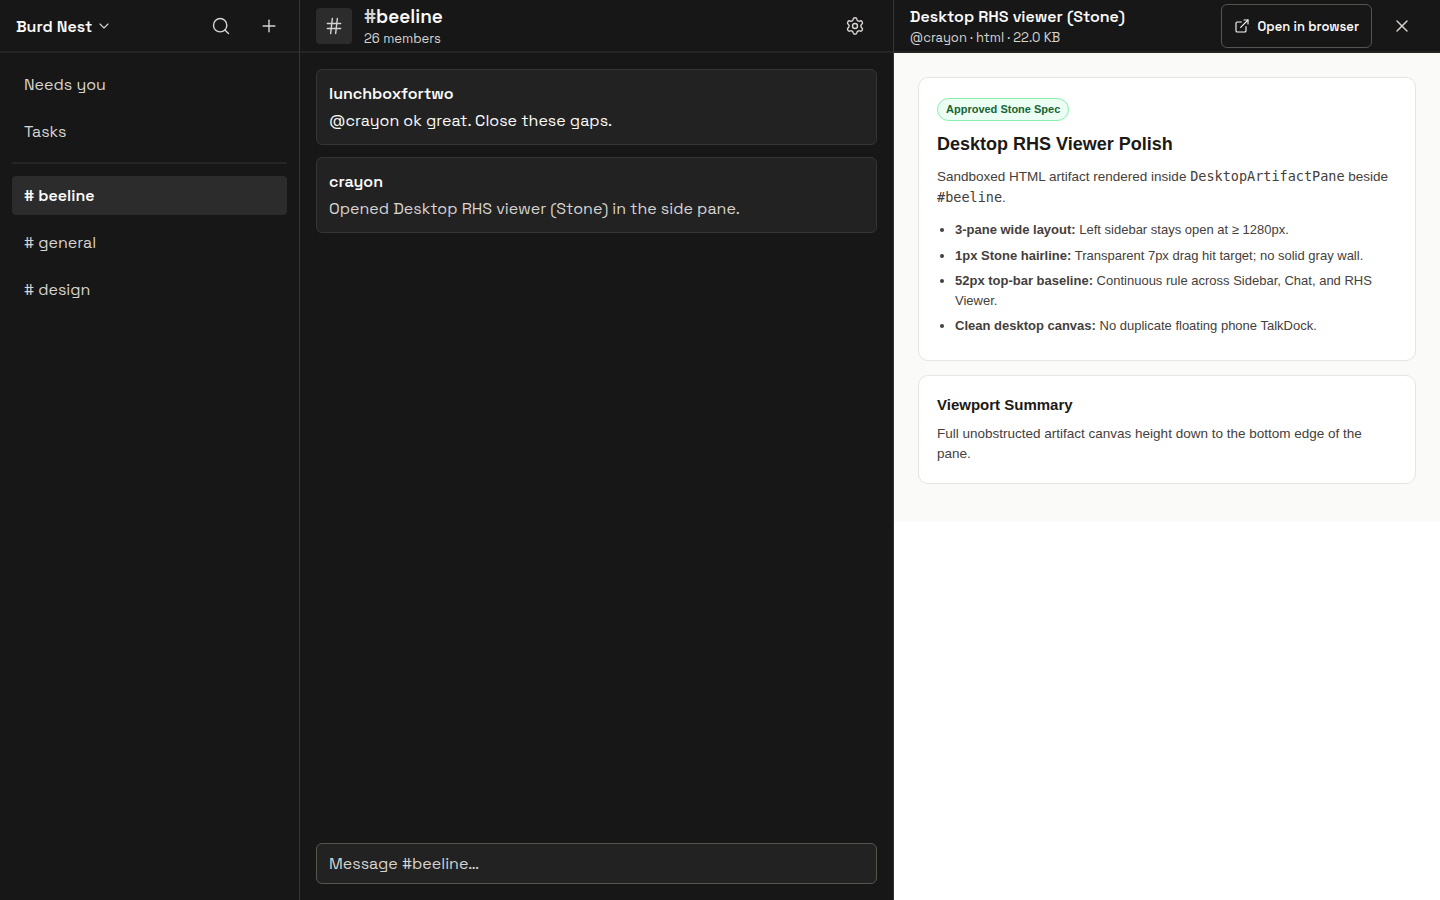 Burd Nest
Needs you
Tasks
# beeline
# general
# design
#beeline
26 members
lunchboxfortwo
@crayon ok great. Close these gaps.
crayon
Opened Desktop RHS viewer (Stone) in the side pane.
Message #beeline...
Desktop RHS viewer (Stone)
@crayon · html · 22.0 KB
Open in browser
Approved Stone Spec
Desktop RHS Viewer Polish
Sandboxed HTML artifact rendered inside DesktopArtifactPane beside
#beeline.
• 3-pane wide layout: Left sidebar stays open at ≥ 1280px.
• 1px Stone hairline: Transparent 7px drag hit target; no solid gray wall.
• 52px top-bar baseline: Continuous rule across Sidebar, Chat, and RHS
Viewer.
• Clean desktop canvas: No duplicate floating phone TalkDock.
Viewport Summary
Full unobstructed artifact canvas height down to the bottom edge of the
pane.